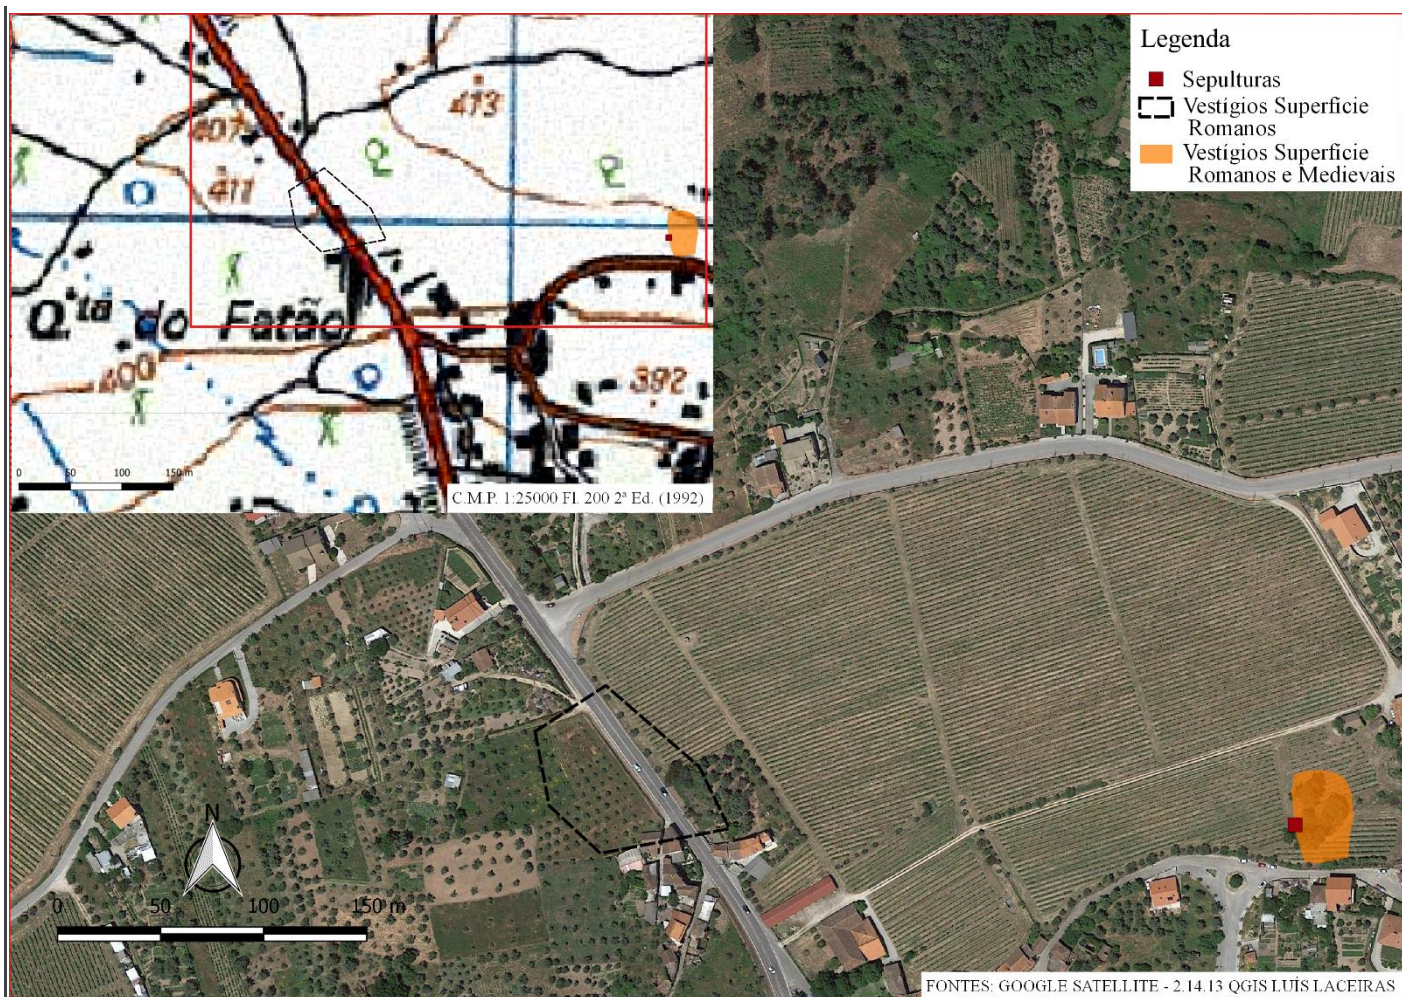 Legenda
Sepulturas
Vestígios Superfície
Romanos
Vestígios Superfície
Romanos e Medievais
413
407
411
Q.ta do Fatão
400
392
0 50 100 150 m
C.M.P. 1:25000 Fl. 200 2ª Ed. (1992)
N
0 50 100 150 m
FONTES: GOOGLE SATELLITE - 2.14.13 QGIS LUÍS LACEIRAS